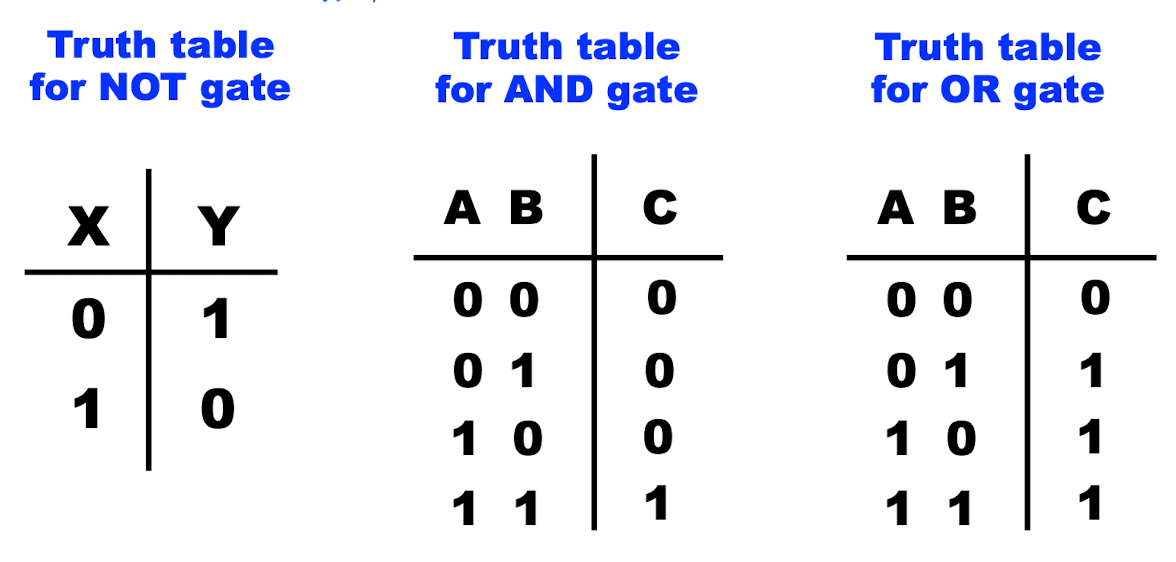 Truth table
for NOT gate
X Y
0 1
1 0
Truth table
for AND gate
A B C
0 0 0
0 1 0
1 0 0
1 1 1
Truth table
for OR gate
A B C
0 0 0
0 1 1
1 0 1
1 1 1